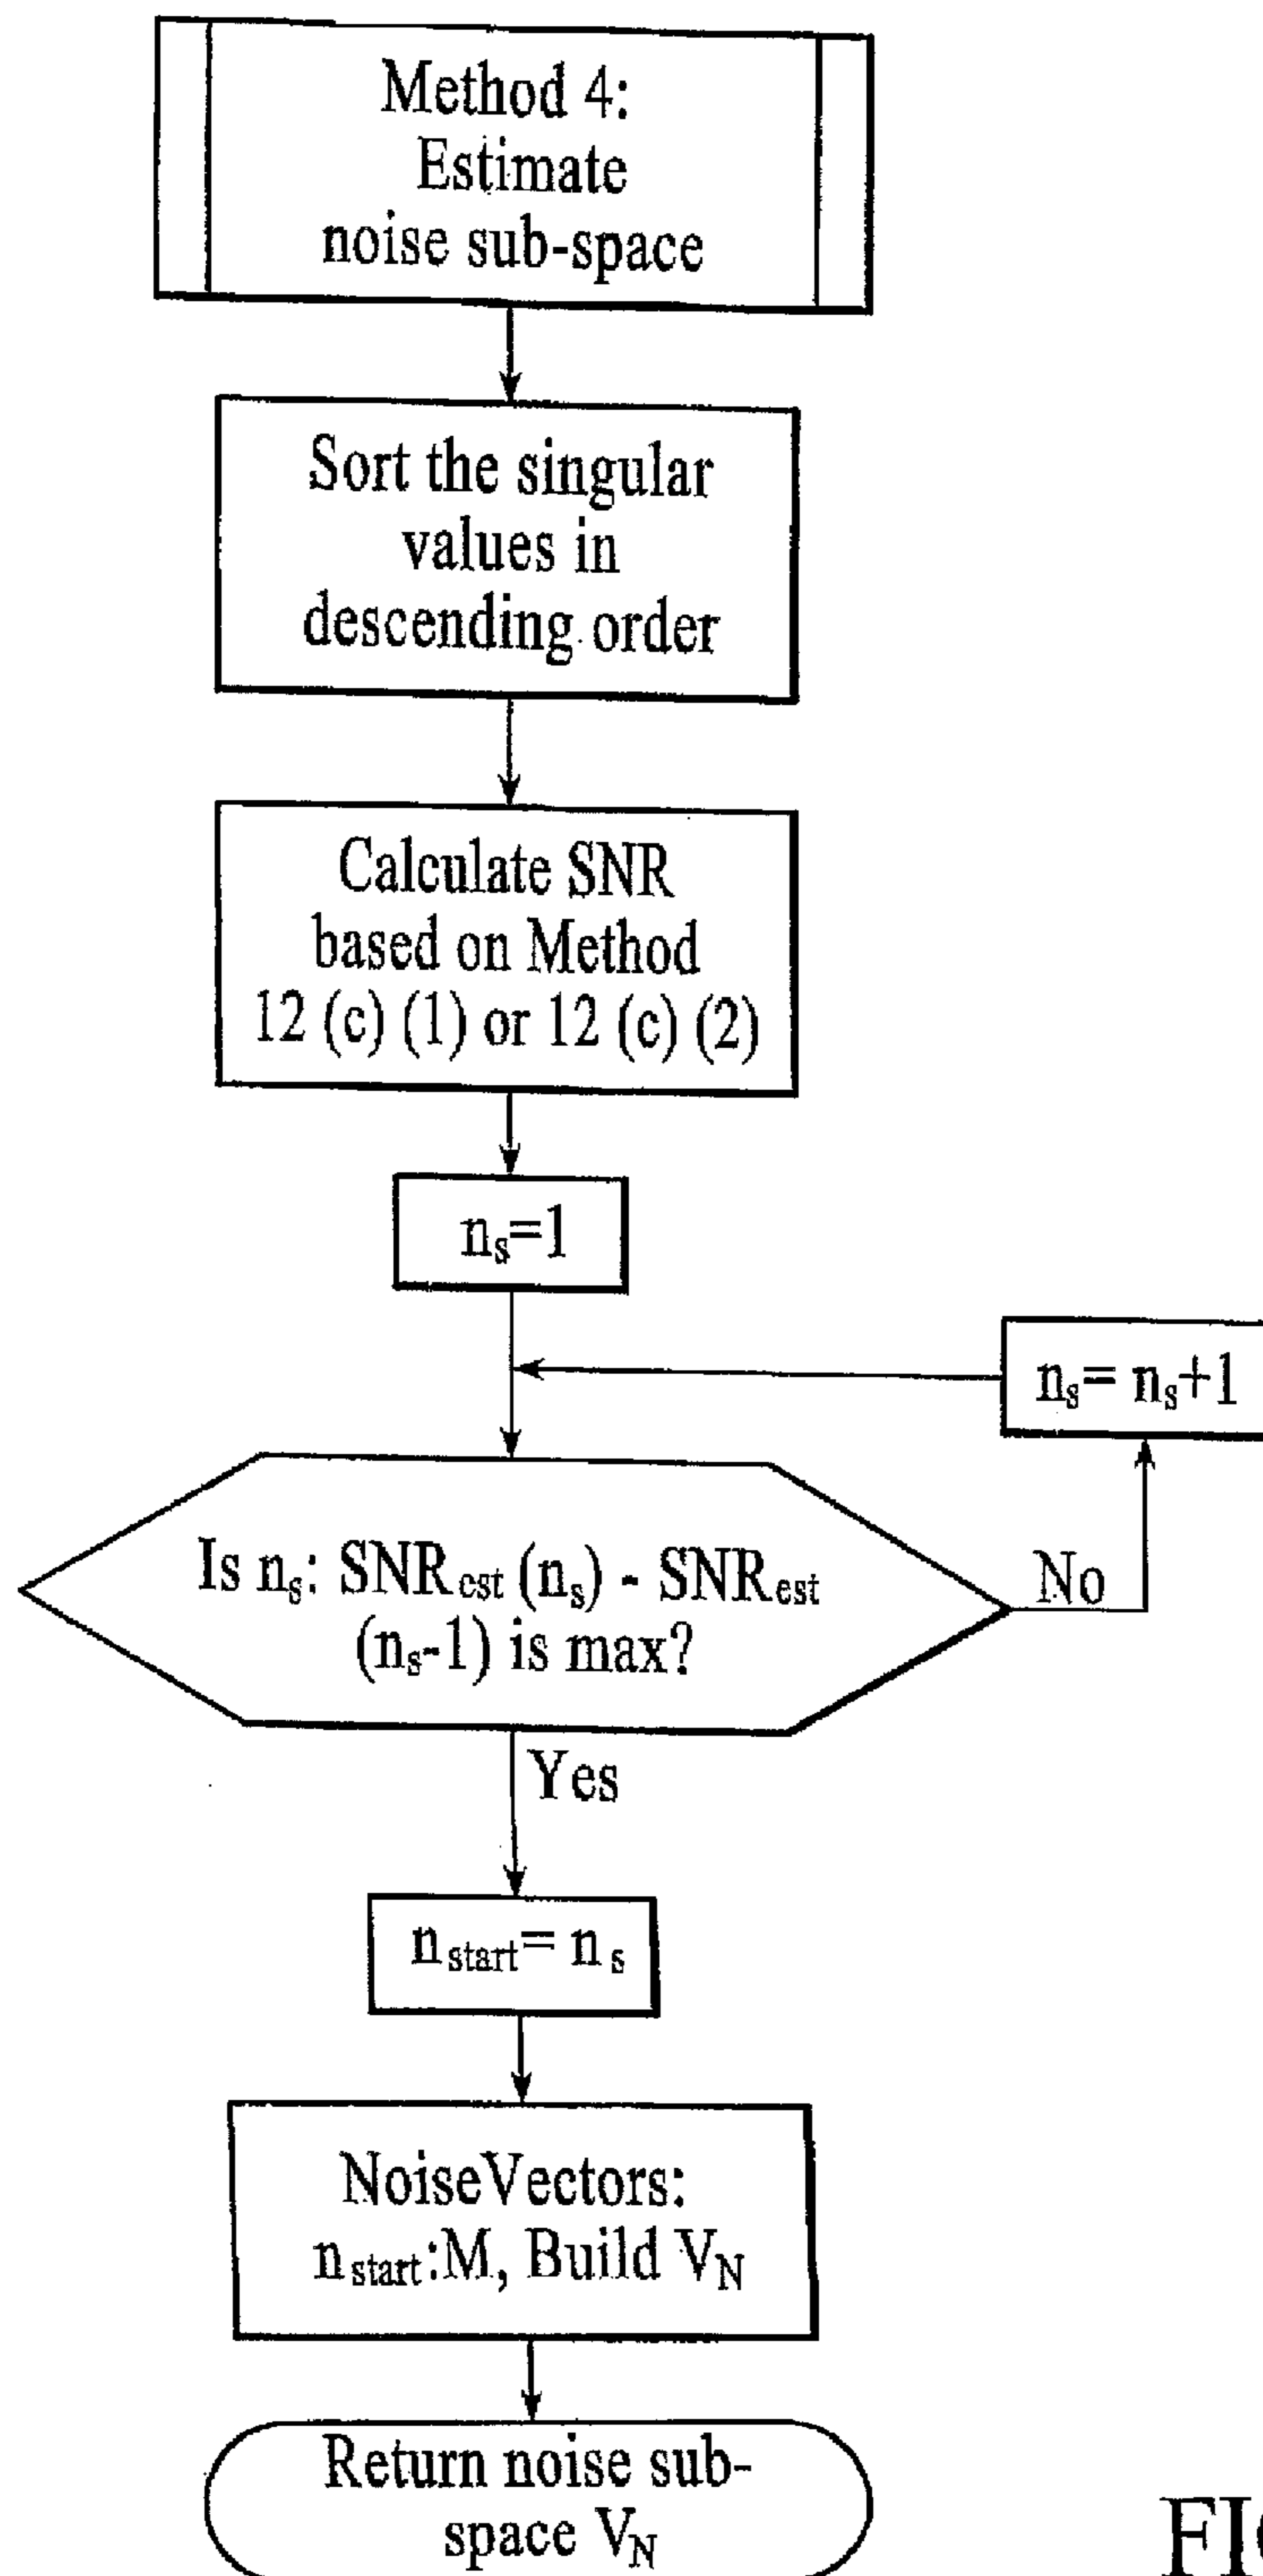 Method 4:
Estimate
noise sub-space
Sort the singular
values in
descending order
Calculate SNR
based on Method
12 (c) (1) or 12 (c) (2)
nₛ=1
nₛ= nₛ+1
Is nₛ: SNRest (nₛ) - SNRest
(nₛ-1) is max?
No
Yes
nstart= nₛ
NoiseVectors:
nstart:M, Build VN
Return noise sub-
space VN